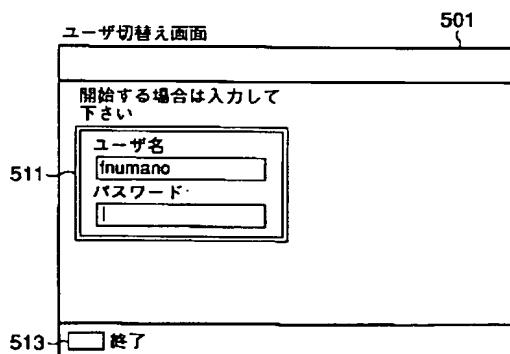 ユーザ切替え画面
501
開始する場合は入力して
下さい
ユーザ名
fnumano
パスワード
511
513
終了